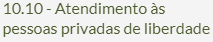 10.10 - Atendimento às
pessoas privadas de liberdade